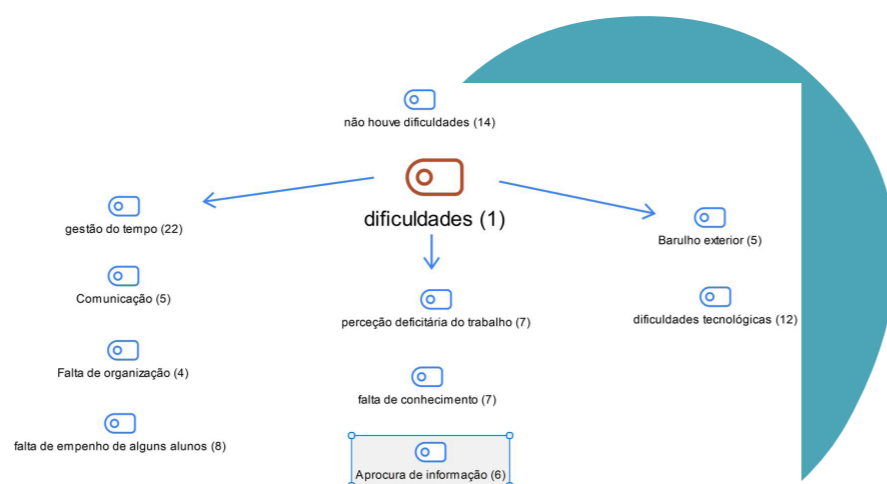 não houve dificuldades (14)
dificuldades (1)
gestão do tempo (22)
Comunicação (5)
Falta de organização (4)
falta de empenho de alguns alunos (8)
perceção deficitária do trabalho (7)
falta de conhecimento (7)
Aprocura de informação (6)
Barulho exterior (5)
dificuldades tecnológicas (12)